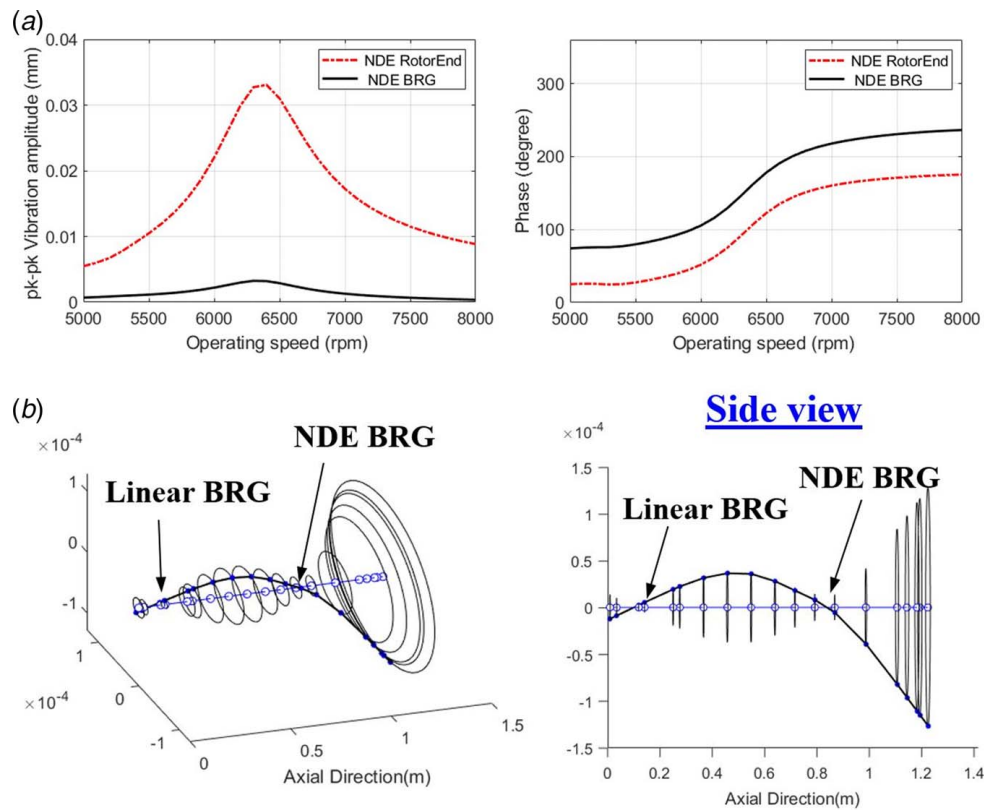 (a)
pk-pk Vibration amplitude (mm)
0.04
0.03
0.02
0.01
0
5000 5500 6000 6500 7000 7500 8000
Operating speed (rpm)
NDE RotorEnd
NDE BRG
Phase (degree)
300
200
100
0
5000 5500 6000 6500 7000 7500 8000
Operating speed (rpm)
NDE RotorEnd
NDE BRG
(b)
×10-4
1
0
-1
Linear BRG
NDE BRG
1
0
-1
×10-4
0
0.5
1
1.5
Axial Direction(m)
Side view
×10-4
1.5
1
0.5
0
-0.5
-1
-1.5
Linear BRG
NDE BRG
0 0.2 0.4 0.6 0.8 1 1.2 1.4
Axial Direction(m)